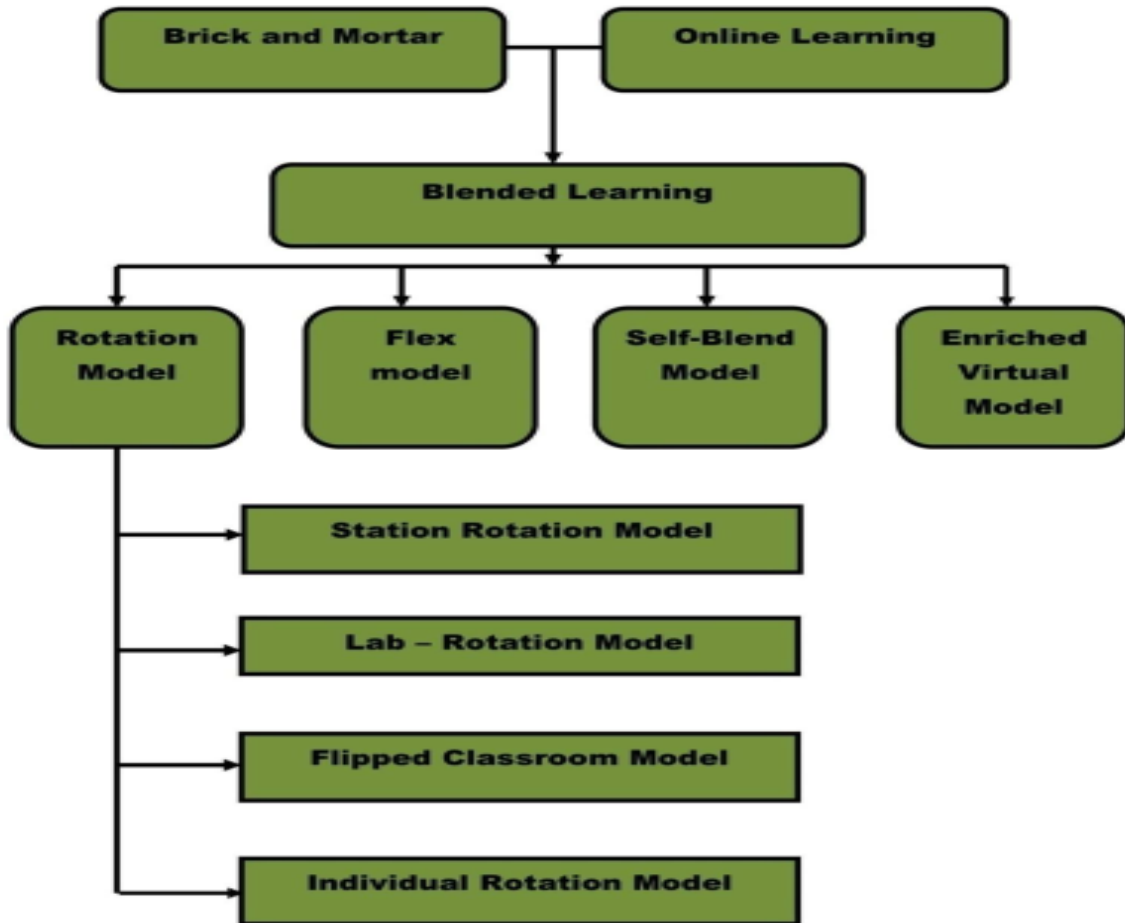 Brick and Mortar
Online Learning
Blended Learning
Rotation
Model
Flex
model
Self-Blend
Model
Enriched
Virtual
Model
Station Rotation Model
Lab – Rotation Model
Flipped Classroom Model
Individual Rotation Model